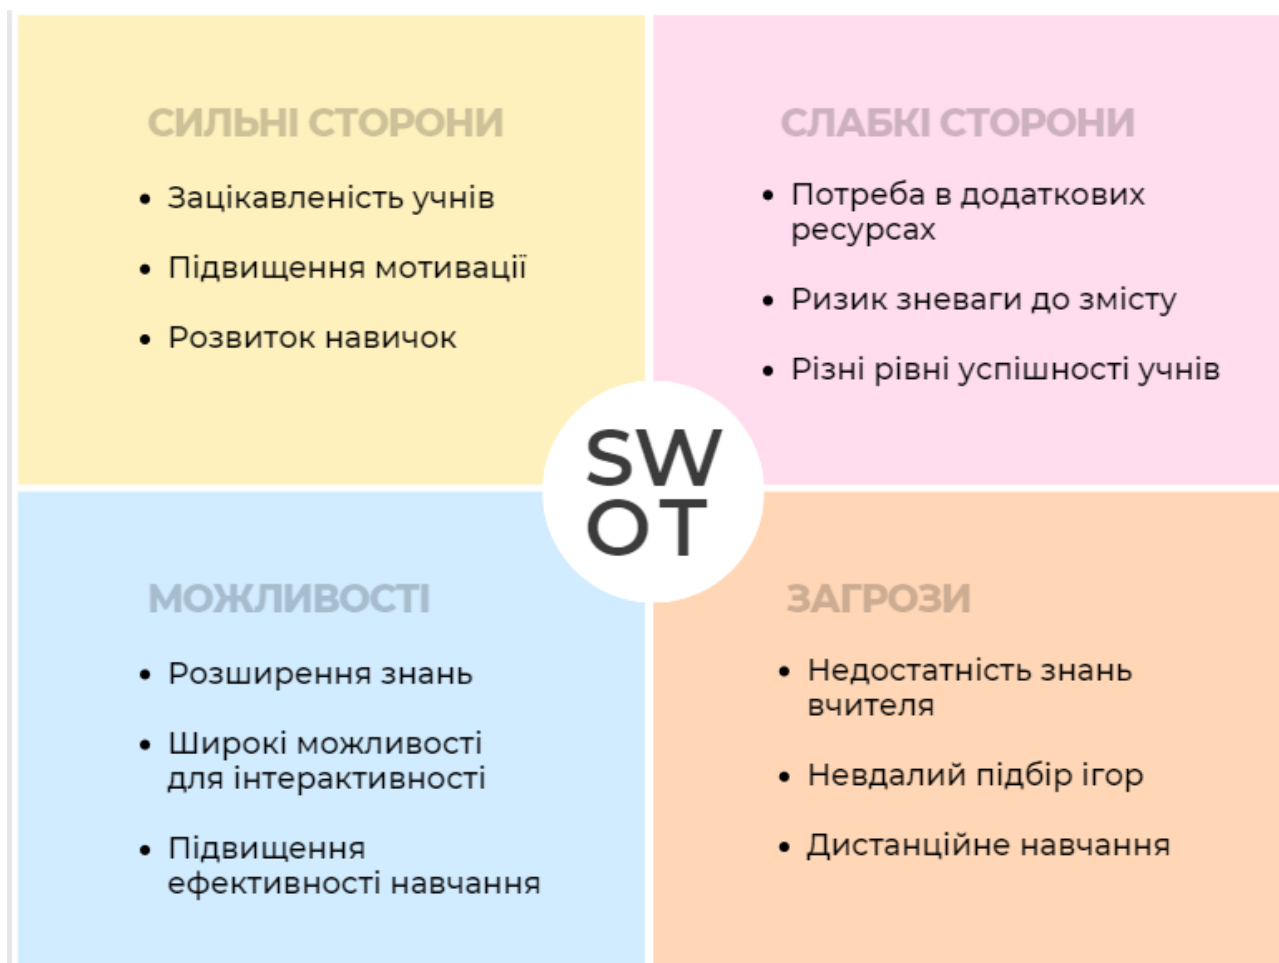 СИЛЬНІ СТОРОНИ
• Зацікавленість учнів
• Підвищення мотивації
• Розвиток навичок
СЛАБКІ СТОРОНИ
• Потреба в додаткових
ресурсах
• Ризик зневаги до змісту
• Різні рівні успішності учнів
SW
OT
МОЖЛИВОСТІ
• Розширення знань
• Широкі можливості
для інтерактивності
• Підвищення
ефективності навчання
ЗАГРОЗИ
• Недостатність знань
вчителя
• Невдалий підбір ігор
• Дистанційне навчання